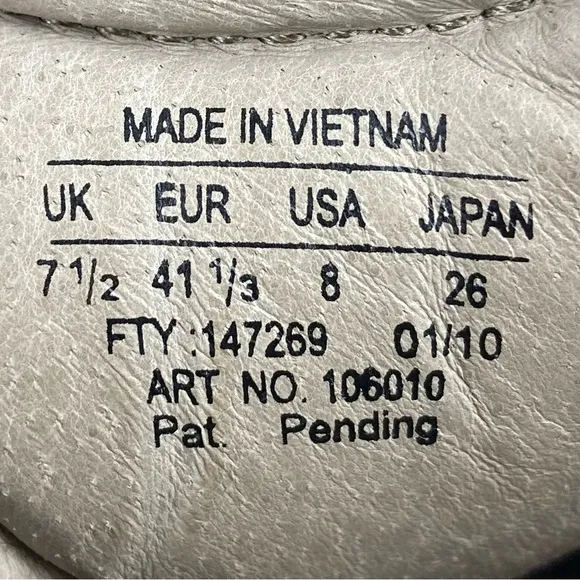 MADE IN VIETNAM
UK EUR USA JAPAN
7 1/2 41 1/3 8 26
FTY :147269 01/10
ART NO. 106010
Pat. Pending